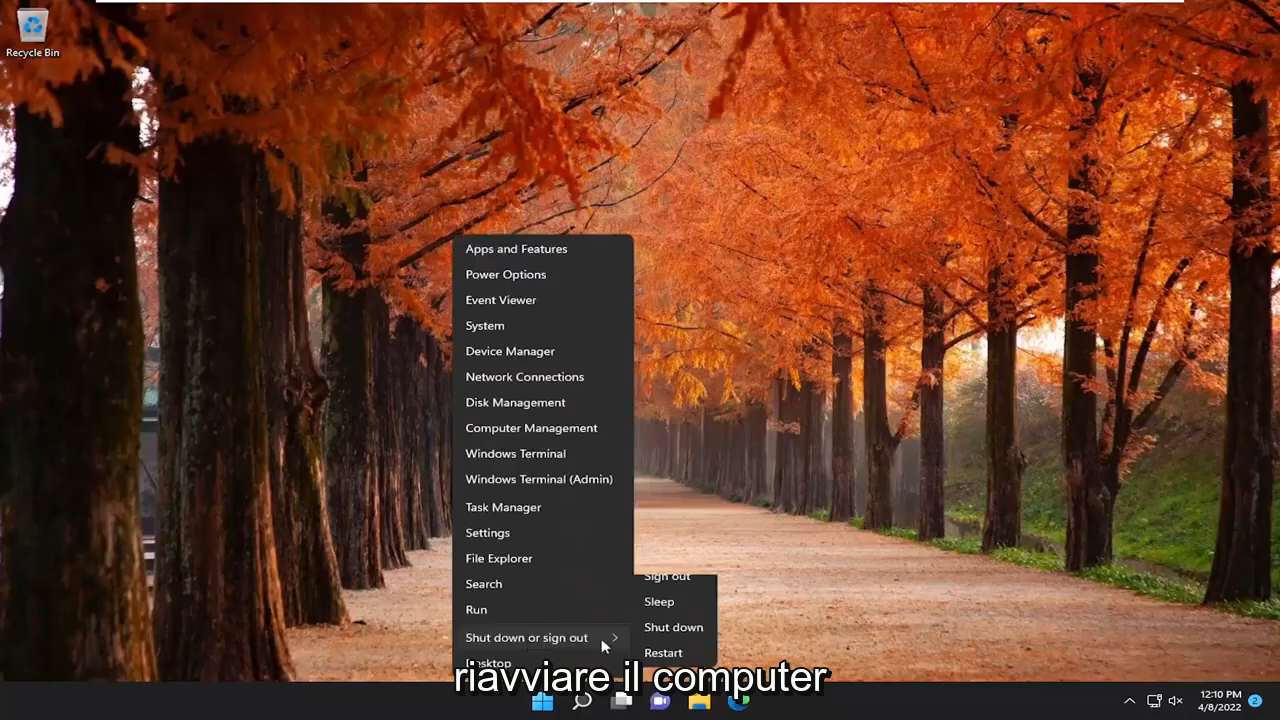 Recycle Bin
Apps and Features
Power Options
Event Viewer
System
Device Manager
Network Connections
Disk Management
Computer Management
Windows Terminal
Windows Terminal (Admin)
Task Manager
Settings
File Explorer
Search
Run
Shut down or sign out
Desktop
Sign out
Sleep
Shut down
Restart
riavviare il computer
12:10 PM
4/8/2022
2